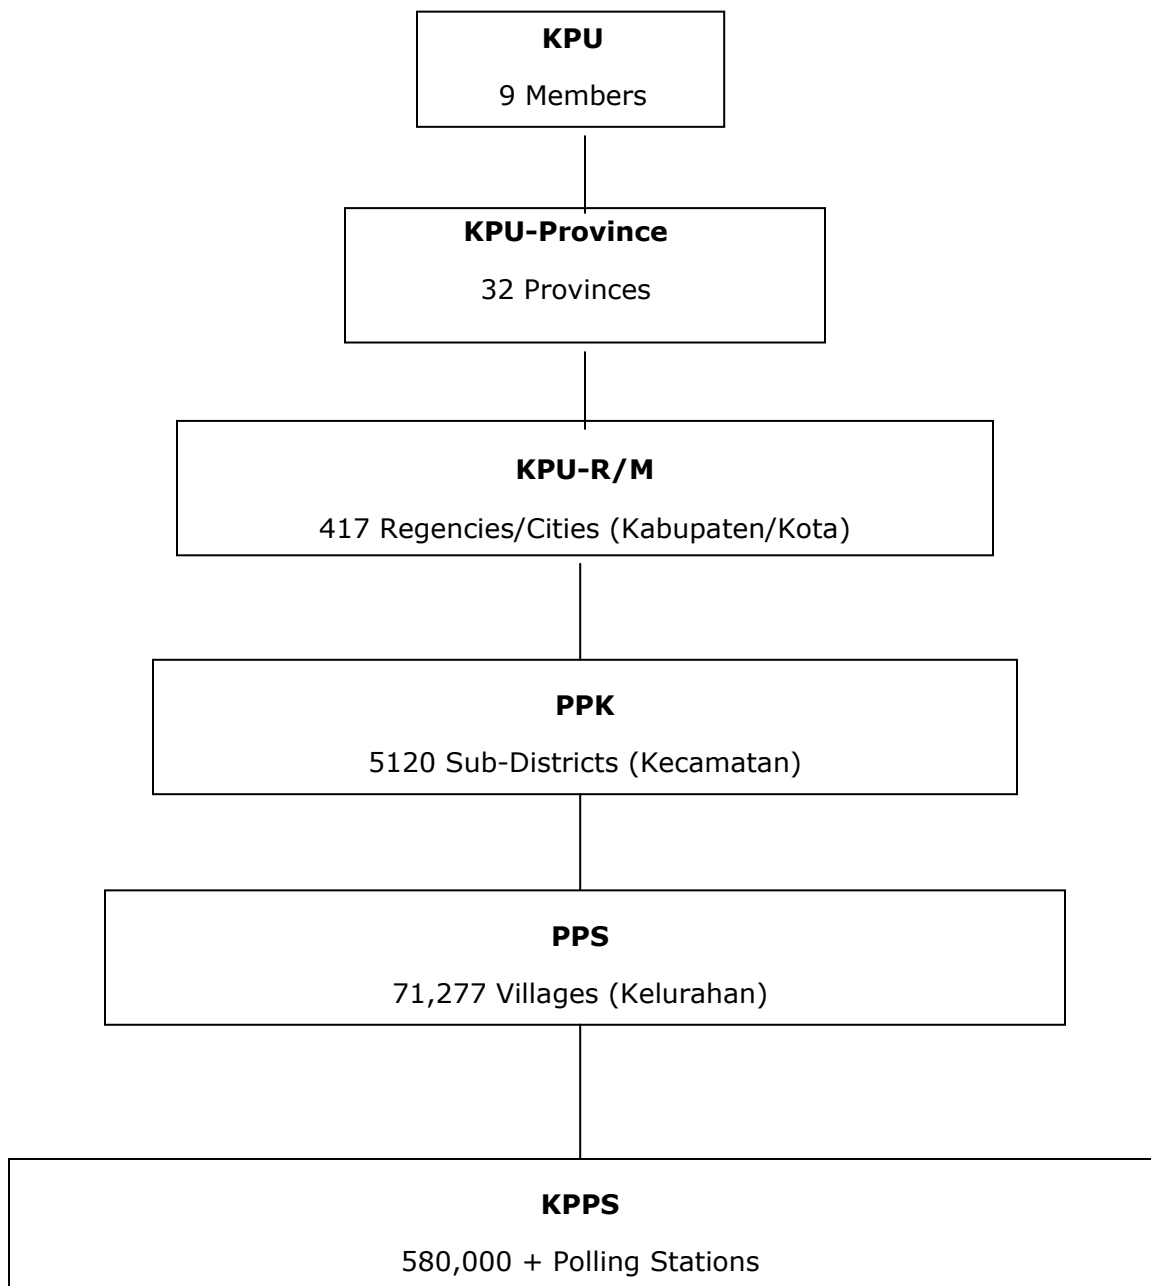 KPU
9 Members
KPU-Province
32 Provinces
KPU-R/M
417 Regencies/Cities (Kabupaten/Kota)
PPK
5120 Sub-Districts (Kecamatan)
PPS
71,277 Villages (Kelurahan)
KPPS
580,000 + Polling Stations